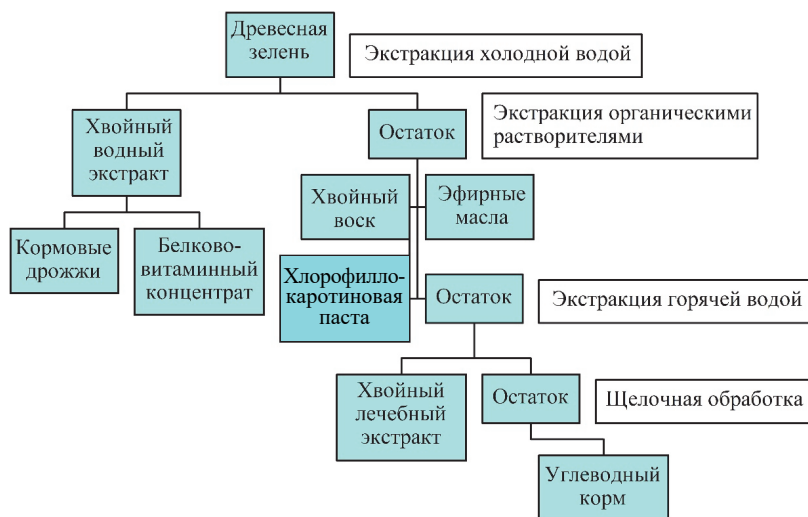 Древесная
зелень
Экстракция холодной водой
Хвойный
водный
экстракт
Остаток
Экстракция органическими
растворителями
Хвойный
воск
Эфирные
масла
Кормовые
дрожжи
Белково-
витаминный
концентрат
Хлорофилло-
каротиновая
паста
Остаток
Экстракция горячей водой
Хвойный
лечебный
экстракт
Остаток
Щелочная обработка
Углеводный
корм